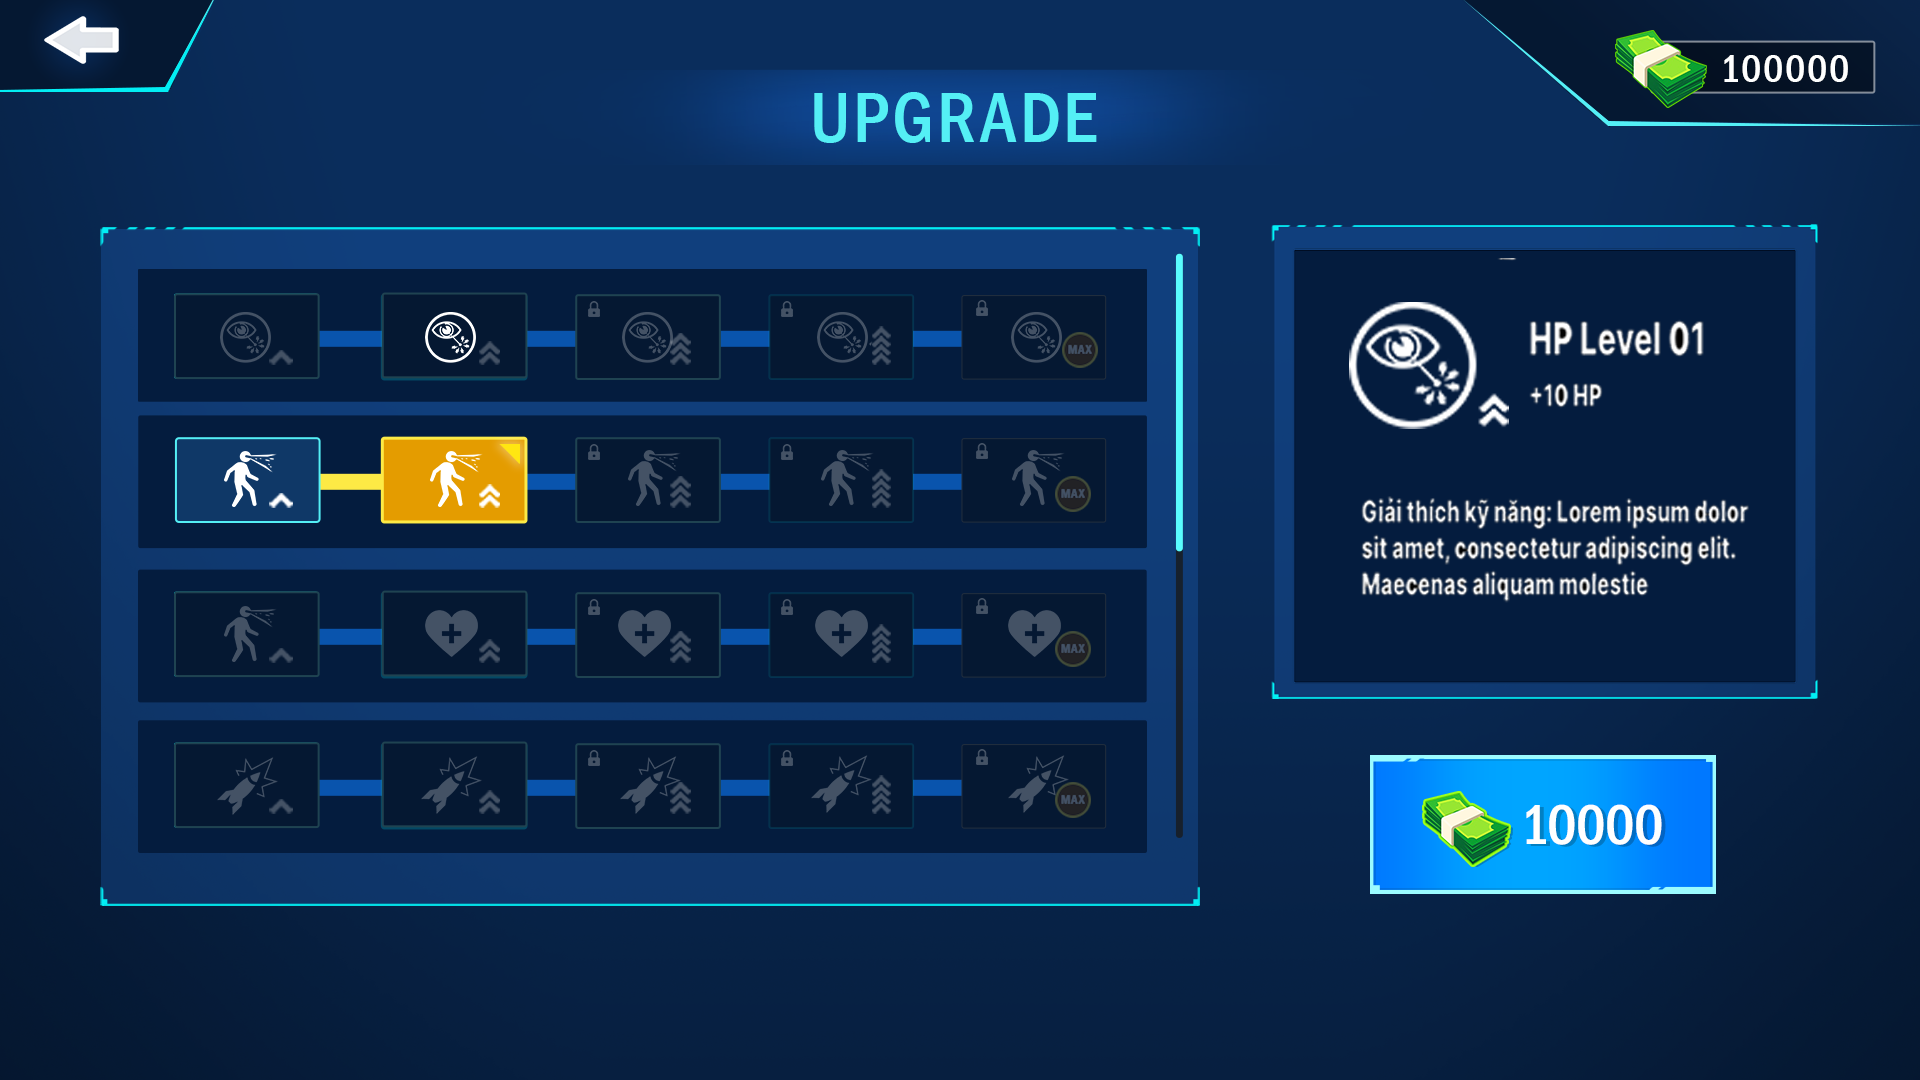 100000
UPGRADE
MAX
HP Level 01
+10 HP
MAX
Giải thích kỹ năng: Lorem ipsum dolor
sit amet, consectetur adipiscing elit.
Maecenas aliquam molestie
MAX
MAX
10000